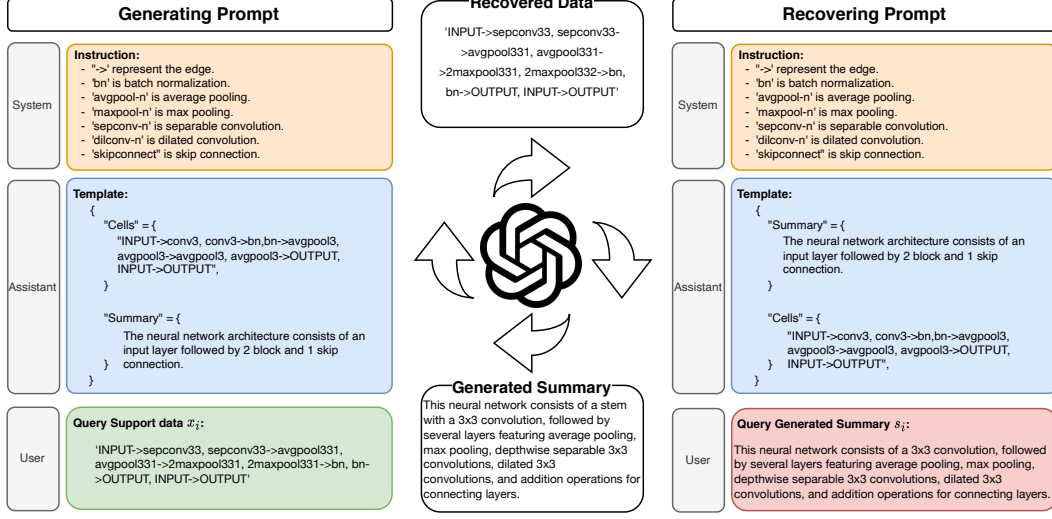 Generating Prompt
System
Instruction:
- "->' represent the edge.
- 'bn' is batch normalization.
- 'avgpool-n' is average pooling.
- 'maxpool-n' is max pooling.
- 'sepconv-n' is separable convolution.
- 'dilconv-n' is dilated convolution.
- 'skipconnect" is skip connection.
Assistant
Template:
{
"Cells" = {
"INPUT->conv3, conv3->bn,bn->avgpool3,
avgpool3->avgpool3, avgpool3->OUTPUT,
INPUT->OUTPUT",
}
"Summary" = {
The neural network architecture consists of an
input layer followed by 2 block and 1 skip
} connection.
}
User
Query Support data xᵢ:
'INPUT->sepconv33, sepconv33->avgpool331,
avgpool331->2maxpool331, 2maxpool331->bn, bn-
>OUTPUT, INPUT->OUTPUT'
Recovered Data
'INPUT->sepconv33, sepconv33-
>avgpool331, avgpool331-
>2maxpool331, 2maxpool332->bn,
bn->OUTPUT, INPUT->OUTPUT'
Generated Summary
This neural network consists of a stem
with a 3x3 convolution, followed by
several layers featuring average pooling,
max pooling, depthwise separable 3x3
convolutions, dilated 3x3
convolutions, and addition operations for
connecting layers.
Recovering Prompt
System
Instruction:
- "->' represent the edge.
- 'bn' is batch normalization.
- 'avgpool-n' is average pooling.
- 'maxpool-n' is max pooling.
- 'sepconv-n' is separable convolution.
- 'dilconv-n' is dilated convolution.
- 'skipconnect" is skip connection.
Assistant
Template:
{
"Summary" = {
The neural network architecture consists of an
input layer followed by 2 block and 1 skip
connection.
}
"Cells" = {
"INPUT->conv3, conv3->bn,bn->avgpool3,
avgpool3->avgpool3, avgpool3->OUTPUT,
} INPUT->OUTPUT",
}
User
Query Generated Summary sᵢ:
This neural network consists of a 3x3 convolution, followed
by several layers featuring average pooling, max pooling,
depthwise separable 3x3 convolutions, dilated 3x3
convolutions, and addition operations for connecting layers.